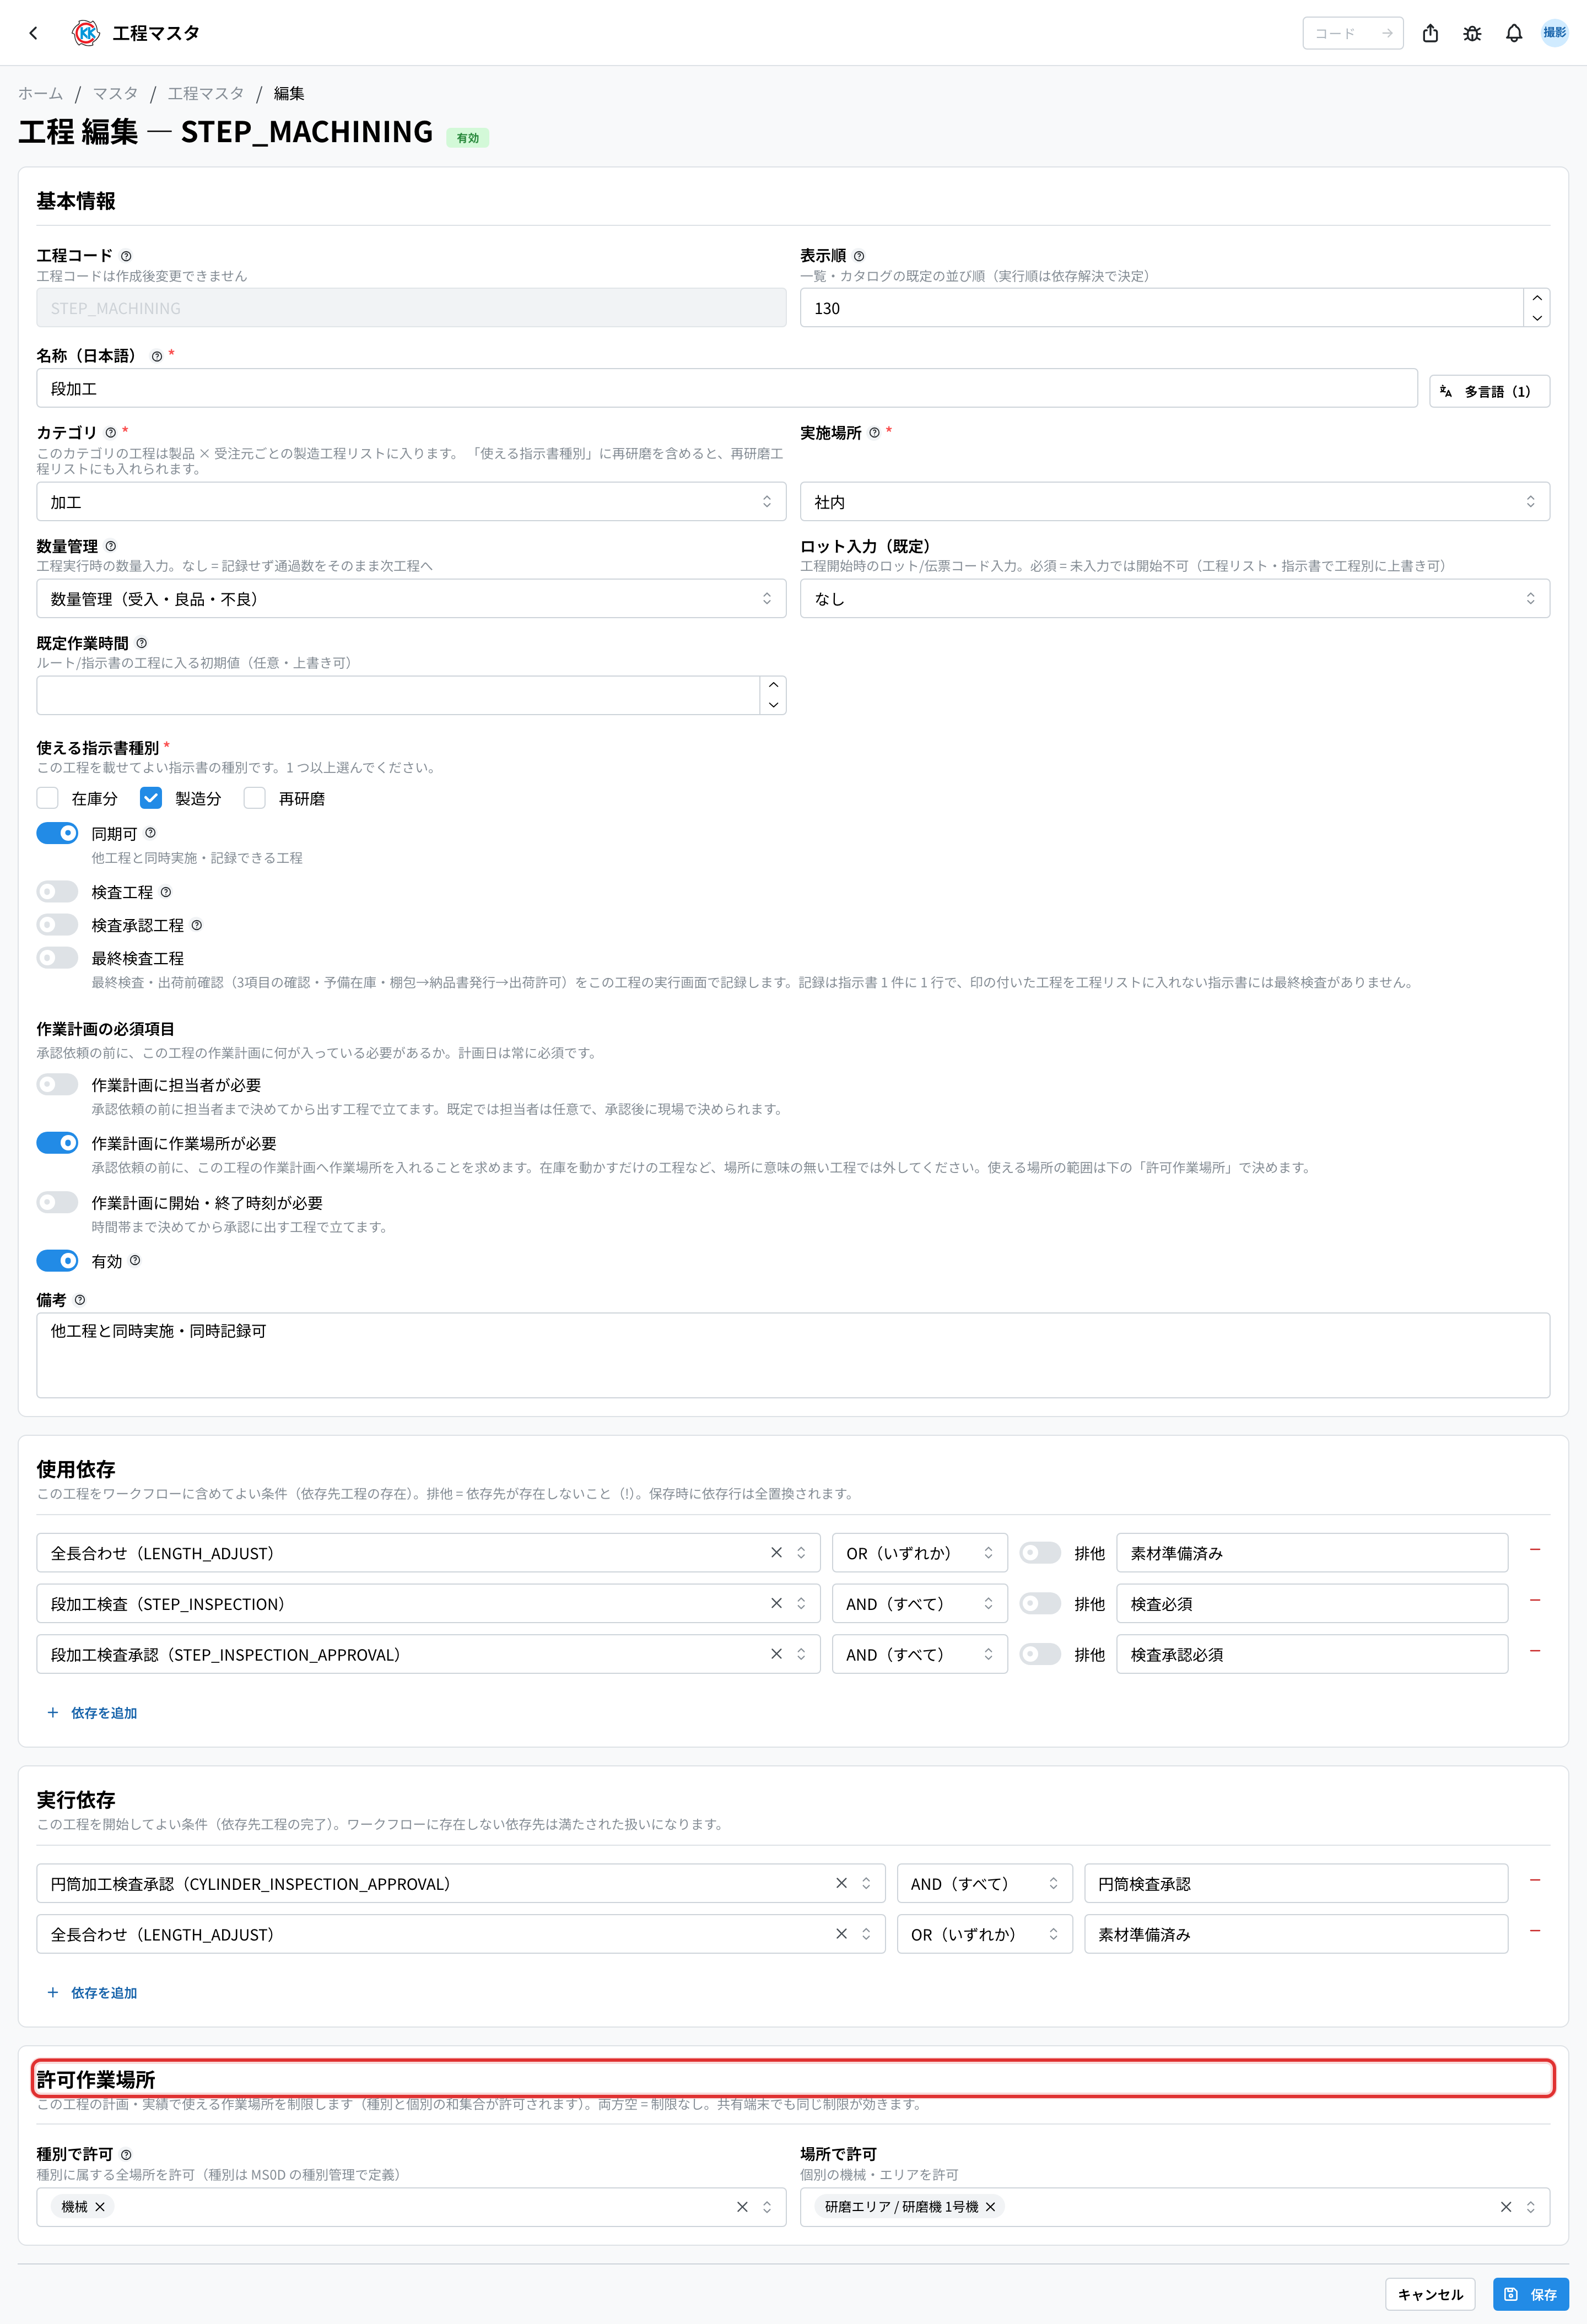 工程マスタ
コード
撮影
ホーム / マスタ / 工程マスタ / 編集
工程 編集 — STEP_MACHINING 有効
基本情報
工程コード
工程コードは作成後変更できません
STEP_MACHINING
表示順
一覧・カタログの既定の並び順（実行順は依存解決で決定）
130
名称（日本語） *
段加工
多言語（1）
カテゴリ *
このカテゴリの工程は製品 × 受注元ごとの製造工程リストに入ります。「使える指示書種別」に再研磨を含めると、再研磨工
程リストにも入れられます。
加工
実施場所 *
社内
数量管理
工程実行時の数量入力。なし = 記録せず通過数をそのまま次工程へ
数量管理（受入・良品・不良）
ロット入力（既定）
工程開始時のロット/伝票コード入力。必須 = 未入力では開始不可（工程リスト・指示書で工程別に上書き可）
なし
既定作業時間
ルート/指示書の工程に入る初期値（任意・上書き可）
使える指示書種別 *
この工程を載せてよい指示書の種別です。1 つ以上選んでください。
在庫分 製造分 再研磨
同期可
他工程と同時実施・記録できる工程
検査工程
検査承認工程
最終検査工程
最終検査・出荷前確認（3項目の確認・予備在庫・梱包→納品書発行→出荷許可）をこの工程の実行画面で記録します。記録は指示書 1 件に 1 行で、印の付いた工程を工程リストに入れない指示書には最終検査がありません。
作業計画の必須項目
承認依頼の前に、この工程の作業計画に何が入っている必要があるか。計画日は常に必須です。
作業計画に担当者が必要
承認依頼の前に担当者まで決めてから出す工程で立てます。既定では担当者は任意で、承認後に現場で決められます。
作業計画に作業場所が必要
承認依頼の前に、この工程の作業計画へ作業場所を入れることを求めます。在庫を動かすだけの工程など、場所に意味の無い工程では外してください。使える場所の範囲は下の「許可作業場所」で決めます。
作業計画に開始・終了時刻が必要
時間帯まで決めてから承認に出す工程で立てます。
有効
備考
他工程と同時実施・同時記録可
使用依存
この工程をワークフローに含めてよい条件（依存先工程の存在）。排他 = 依存先が存在しないこと（!）。保存時に依存行は全置換されます。
全長合わせ（LENGTH_ADJUST） OR（いずれか） 排他 素材準備済み
段加工検査（STEP_INSPECTION） AND（すべて） 排他 検査必須
段加工検査承認（STEP_INSPECTION_APPROVAL） AND（すべて） 排他 検査承認必須
依存を追加
実行依存
この工程を開始してよい条件（依存先工程の完了）。ワークフローに存在しない依存先は満たされた扱いになります。
円筒加工検査承認（CYLINDER_INSPECTION_APPROVAL） AND（すべて） 円筒検査承認
全長合わせ（LENGTH_ADJUST） OR（いずれか） 素材準備済み
依存を追加
許可作業場所
この工程の計画・実績で使える作業場所を制限します（種別と個別の和集合が許可されます）。両方空 = 制限なし。共有端末でも同じ制限が効きます。
種別で許可
種別に属する全場所を許可（種別は MS0D の種別管理で定義）
機械
場所で許可
個別の機械・エリアを許可
研磨エリア / 研磨機 1号機
キャンセル
保存